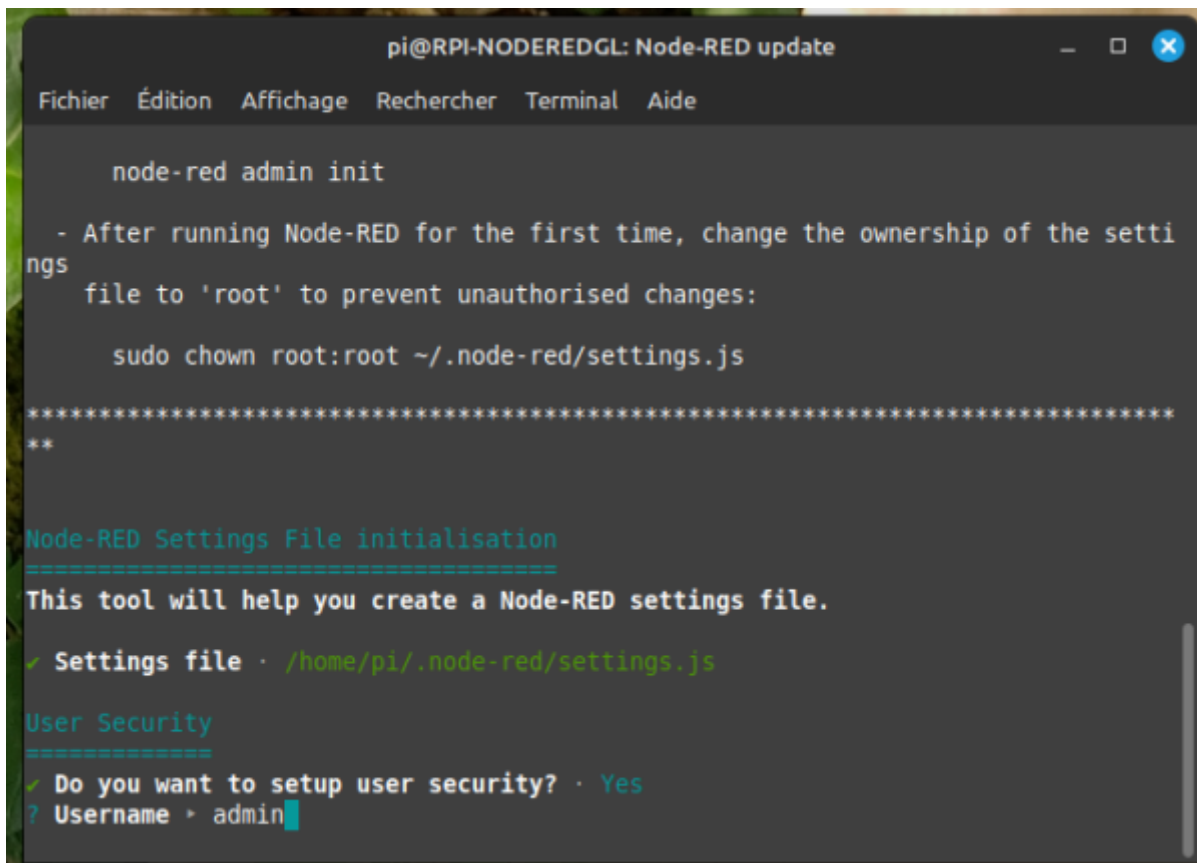 pi@RPI-NODEREDGL: Node-RED update
Fichier Édition Affichage Rechercher Terminal Aide
node-red admin init
- After running Node-RED for the first time, change the ownership of the setti
ngs
file to 'root' to prevent unauthorised changes:
sudo chown root:root ~/.node-red/settings.js
*******************************************************************************
**
Node-RED Settings File initialisation
=====================================
This tool will help you create a Node-RED settings file.
✔ Settings file · /home/pi/.node-red/settings.js
User Security
=============
✔ Do you want to setup user security? · Yes
? Username ▸ admin